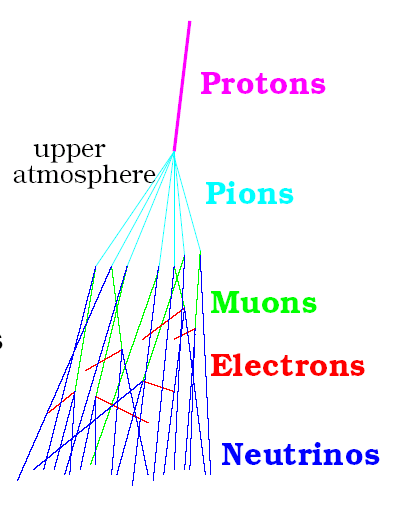 Protons
upper
atmosphere
Pions
Muons
s
Electrons
Neutrinos